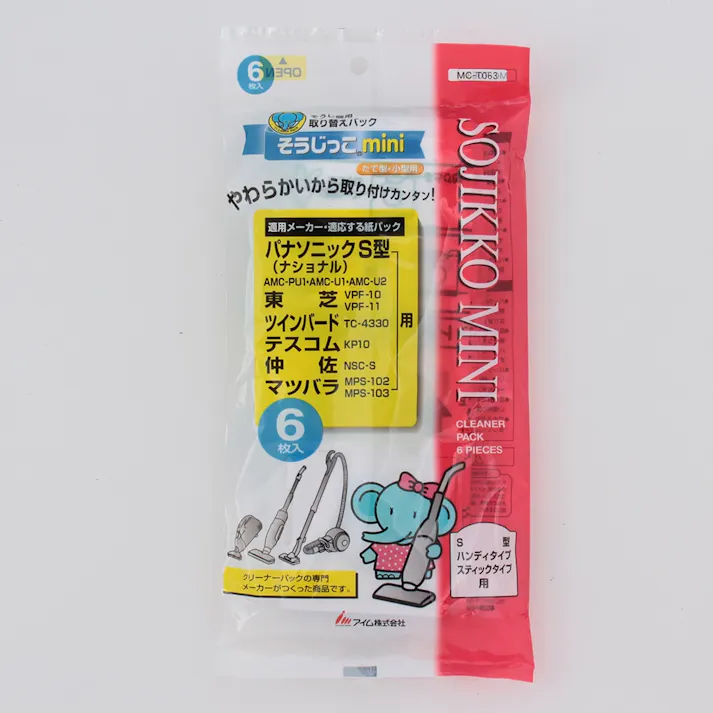 6
枚入
OPEN
取り替えパック
そうじっこ mini
たて型・小型用
やわらかいから取り付けカンタン!
適用メーカー・適応する紙パック
パナソニックS型
(ナショナル)
AMC-PU1・AMC-U1・AMC-U2
東芝 VPF-10
VPF-11
ツインバード TC-4330
テスコム KP10
仲佐 NSC-S
マツバラ MPS-102
MPS-103
用
6
枚入
クリーナーパックの専門
メーカーがつくった商品です。
アイム株式会社
SOJIKKO MINI
CLEANER
PACK
6 PIECES
S型
ハンディタイプ
スティックタイプ
用